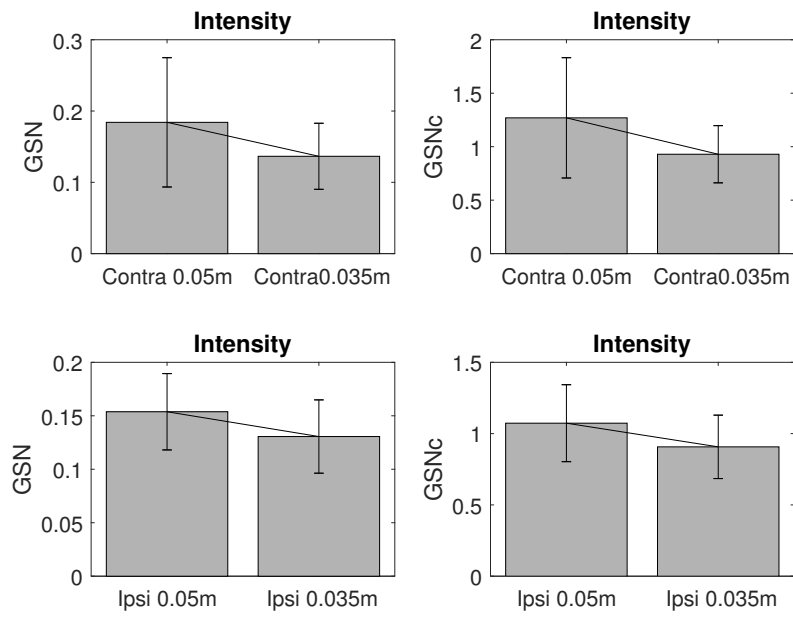 Intensity
0.3
0.2
0.1
0
GSN
Contra 0.05m
Contra0.035m
Intensity
2
1.5
1
0.5
0
GSNc
Contra 0.05m
Contra0.035m
Intensity
0.2
0.15
0.1
0.05
0
GSN
Ipsi 0.05m
Ipsi 0.035m
Intensity
1.5
1
0.5
0
GSNc
Ipsi 0.05m
Ipsi 0.035m